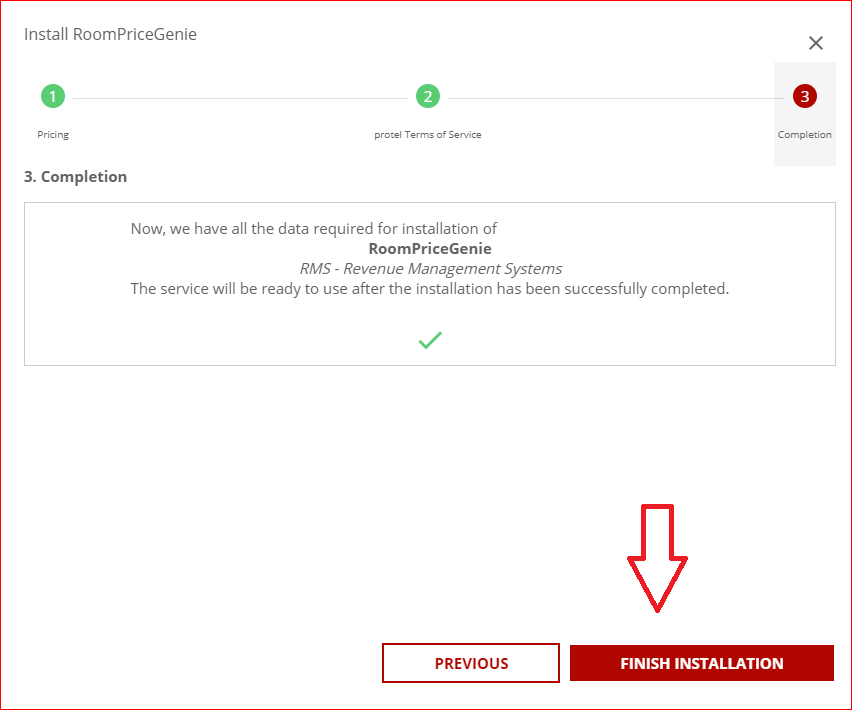 Install RoomPriceGenie
1
2
3
Pricing
protel Terms of Service
Completion
3. Completion
Now, we have all the data required for installation of
RoomPriceGenie
RMS - Revenue Management Systems
The service will be ready to use after the installation has been successfully completed.
PREVIOUS
FINISH INSTALLATION